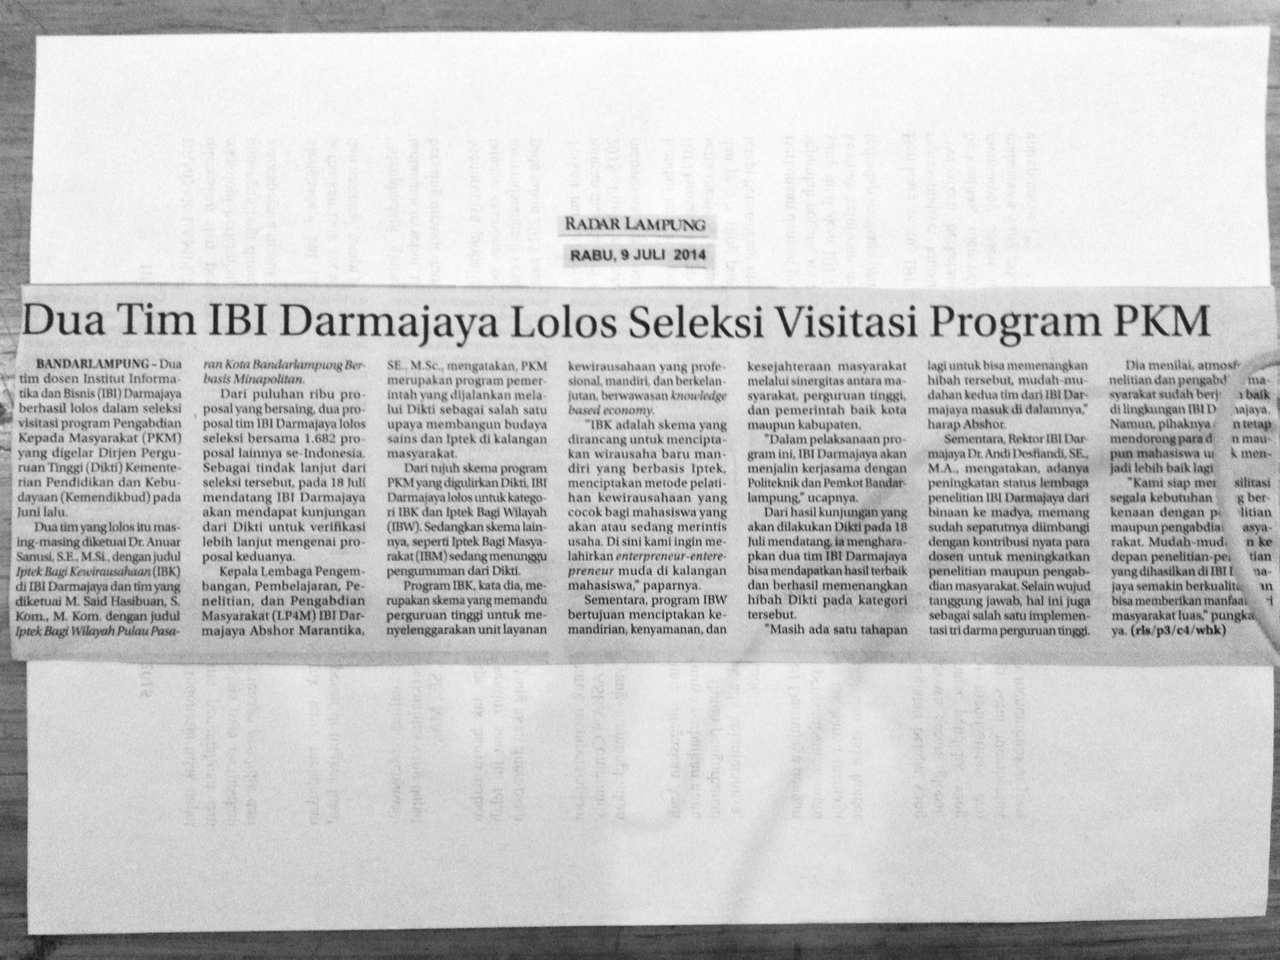 RADAR LAMPUNG
RABU, 9 JULI 2014
Dua Tim IBI Darmajaya Lolos Seleksi Visitasi Program PKM
BANDARLAMPUNG – Dua
tim dosen Institut Informa-
tika dan Bisnis (IBI) Darmajaya
berhasil lolos dalam seleksi
visitasi program Pengabdian
Kepada Masyarakat (PKM)
yang digelar Dirjen Pergu-
ruan Tinggi (Dikti) Kemente-
rian Pendidikan dan Kebu-
dayaan (Kemendikbud) pada
Juni lalu.
Dua tim yang lolos itu mas-
ing-masing diketuai Dr. Anuar
Sanusi, S.E., M.Si., dengan judul
Iptek Bagi Kewirausahaan (IBK)
di IBI Darmajaya dan tim yang
diketuai M. Said Hasibuan, S.
Kom., M. Kom. dengan judul
Iptek Bagi Wilayah Pulau Pasa-
ran Kota Bandarlampung Ber-
basis Minapolitan.
Dari puluhan ribu pro-
posal yang bersaing, dua pro-
posal tim IBI Darmajaya lolos
seleksi bersama 1.682 pro-
posal lainnya se-Indonesia.
Sebagai tindak lanjut dari
seleksi tersebut, pada 18 Juli
mendatang IBI Darmajaya
akan mendapat kunjungan
dari Dikti untuk verifikasi
lebih lanjut mengenai pro-
posal keduanya.
Kepala Lembaga Pengem-
bangan, Pembelajaran, Pe-
nelitian, dan Pengabdian
Masyarakat (LP4M) IBI Dar-
majaya Abshor Marantika,
SE., M.Sc., mengatakan, PKM
merupakan program pemer-
intah yang dijalankan mela-
lui Dikti sebagai salah satu
upaya membangun budaya
sains dan Iptek di kalangan
masyarakat.
Dari tujuh skema program
PKM yang digulirkan Dikti, IBI
Darmajaya lolos untuk katego-
ri IBK dan Iptek Bagi Wilayah
(IBW). Sedangkan skema lain-
nya, seperti Iptek Bagi Masya-
rakat (IBM) sedang menunggu
pengumuman dari Dikti.
Program IBK, kata dia, me-
rupakan skema yang memandu
perguruan tinggi untuk me-
nyelenggarakan unit layanan
kewirausahaan yang profe-
sional, mandiri, dan berkelan-
jutan, berwawasan knowledge
based economy.
"IBK adalah skema yang
dirancang untuk mencipta-
kan wirausaha baru man-
diri yang berbasis Iptek,
menciptakan metode pelati-
han kewirausahaan yang
cocok bagi mahasiswa yang
akan atau sedang merintis
usaha. Di sini kami ingin me-
lahirkan enterpreneur-entere-
preneur muda di kalangan
mahasiswa," paparnya.
Sementara, program IBW
bertujuan menciptakan ke-
mandirian, kenyamanan, dan
kesejahteraan masyarakat
melalui sinergitas antara ma-
syarakat, perguruan tinggi,
dan pemerintah baik kota
maupun kabupaten.
"Dalam pelaksanaan pro-
gram ini, IBI Darmajaya akan
menjalin kerjasama dengan
Politeknik dan Pemkot Bandar-
lampung," ucapnya.
Dari hasil kunjungan yang
akan dilakukan Dikti pada 18
Juli mendatang, ia mengharap-
pkan dua tim IBI Darmajaya
bisa mendapatkan hasil terbaik
dan berhasil memenangkan
hibah Dikti pada kategori
tersebut.
"Masih ada satu tahapan
lagi untuk bisa memenangkan
hibah tersebut, mudah-mu-
dahan kedua tim dari IBI Dar-
majaya masuk di dalamnya,"
harap Abshor.
Sementara, Rektor IBI Dar-
majaya Dr. Andi Desfiandi, SE.,
M.A., mengatakan, adanya
peningkatan status lembaga
penelitian IBI Darmajaya dari
binaan ke madya, memang
sudah sepatutnya diimbangi
dengan kontribusi nyata para
dosen untuk meningkatkan
penelitian maupun pengab-
dian masyarakat. Selain wujud
tanggung jawab, hal ini juga
sebagai salah satu implemen-
tasi tri darma perguruan tinggi.
Dia menilai, atmosf
nelitian dan pengabd ma-
syarakat sudah berj baik
di lingkungan IBI D majaya.
Namun, pihaknya tetap
mendorong para d n mau-
pun mahasiswa u k men-
jadi lebih baik lagi
"Kami siap me silitasi
segala kebutuhan g ber-
kenaan dengan p litian
maupun pengabdia asya-
rakat. Mudah-mud n ke
depan penelitian-pe tian
yang dihasilkan di IBI D ma-
jaya semakin berkualit an
bisa memberikan manfaa i
masyarakat luas," pungka
ya. (rls/p3/c4/whk)